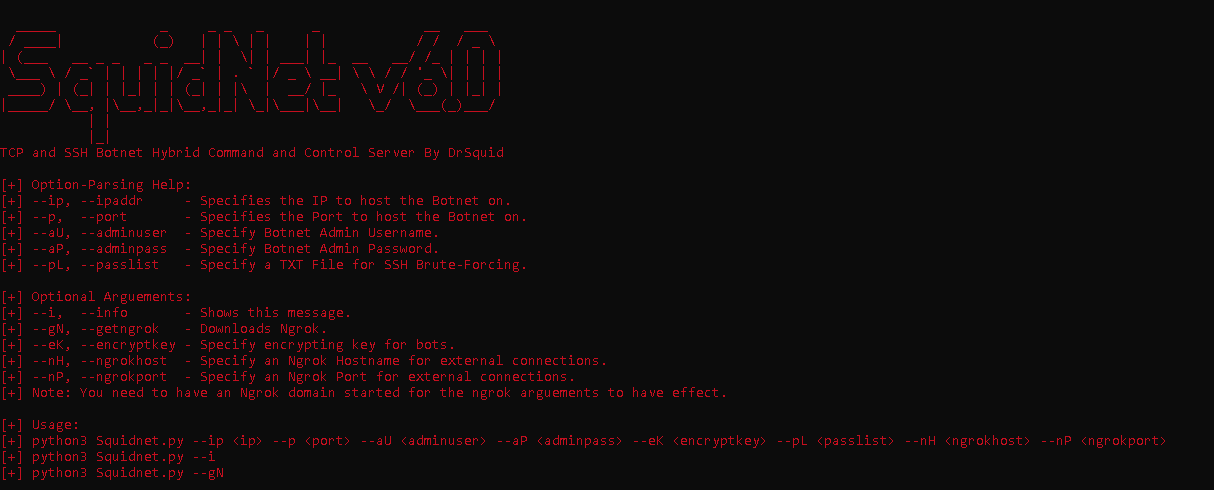 SquidNet v6.0
TCP and SSH Botnet Hybrid Command and Control Server By DrSquid
[+] Option-Parsing Help:
[+] --ip, --ipaddr     - Specifies the IP to host the Botnet on.
[+] --p,  --port       - Specifies the Port to host the Botnet on.
[+] --aU, --adminuser  - Specify Botnet Admin Username.
[+] --aP, --adminpass  - Specify Botnet Admin Password.
[+] --pL, --passlist   - Specify a TXT File for SSH Brute-Forcing.
[+] Optional Arguements:
[+] --i,  --info       - Shows this message.
[+] --gN, --getngrok   - Downloads Ngrok.
[+] --eK, --encryptkey - Specify encrypting key for bots.
[+] --nH, --ngrokhost  - Specify an Ngrok Hostname for external connections.
[+] --nP, --ngrokport  - Specify an Ngrok Port for external connections.
[+] Note: You need to have an Ngrok domain started for the ngrok arguements to have effect.
[+] Usage:
[+] python3 Squidnet.py --ip <ip> --p <port> --aU <adminuser> --aP <adminpass> --eK <encryptkey> --pL <passlist> --nH <ngrokhost> --nP <ngrokport>
[+] python3 Squidnet.py --i
[+] python3 Squidnet.py --gN